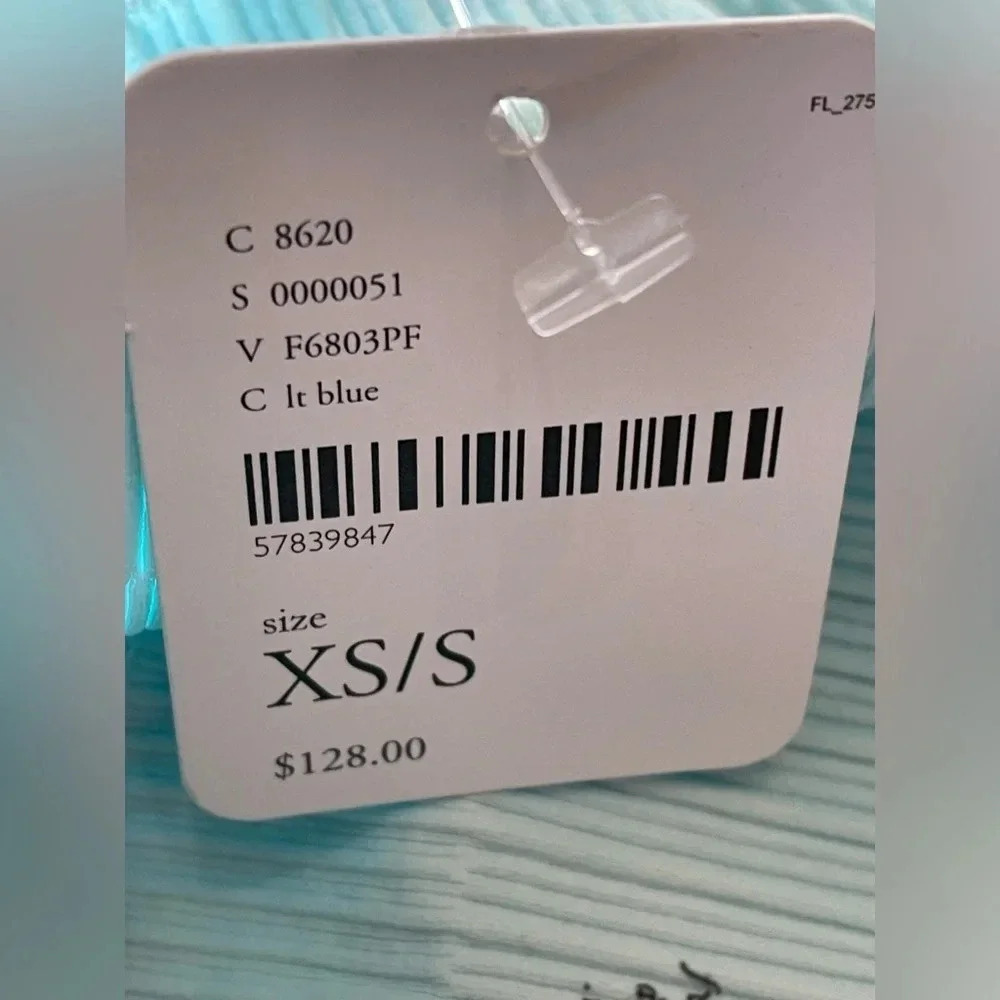 FL_275
C 8620
S 0000051
V F6803PF
C lt blue
57839847
size
XS/S
$128.00